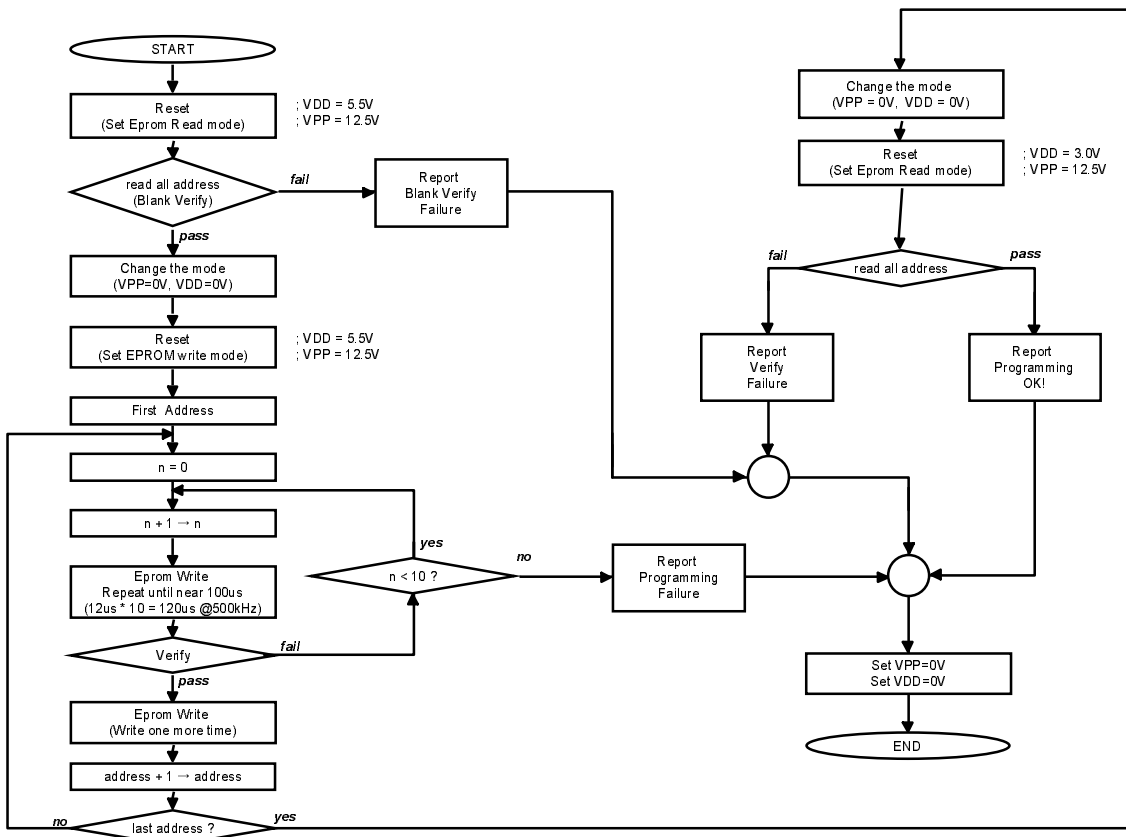 START
Reset
(Set Eprom Read mode)
; VDD = 5.5V
; VPP = 12.5V
read all address
(Blank Verify)
fail
Report
Blank Verify
Failure
pass
Change the mode
(VPP=0V, VDD=0V)
Reset
(Set EPROM write mode)
; VDD = 5.5V
; VPP = 12.5V
First Address
n = 0
n + 1 → n
Eprom Write
Repeat until near 100us
(12us * 10 = 120us @500kHz)
Verify
fail
n < 10 ?
yes
no
Report
Programming
Failure
pass
Eprom Write
(Write one more time)
address + 1 → address
last address ?
no
yes
Change the mode
(VPP = 0V, VDD = 0V)
Reset
(Set Eprom Read mode)
; VDD = 3.0V
; VPP = 12.5V
read all address
fail
pass
Report
Verify
Failure
Report
Programming
OK!
Set VPP=0V
Set VDD=0V
END